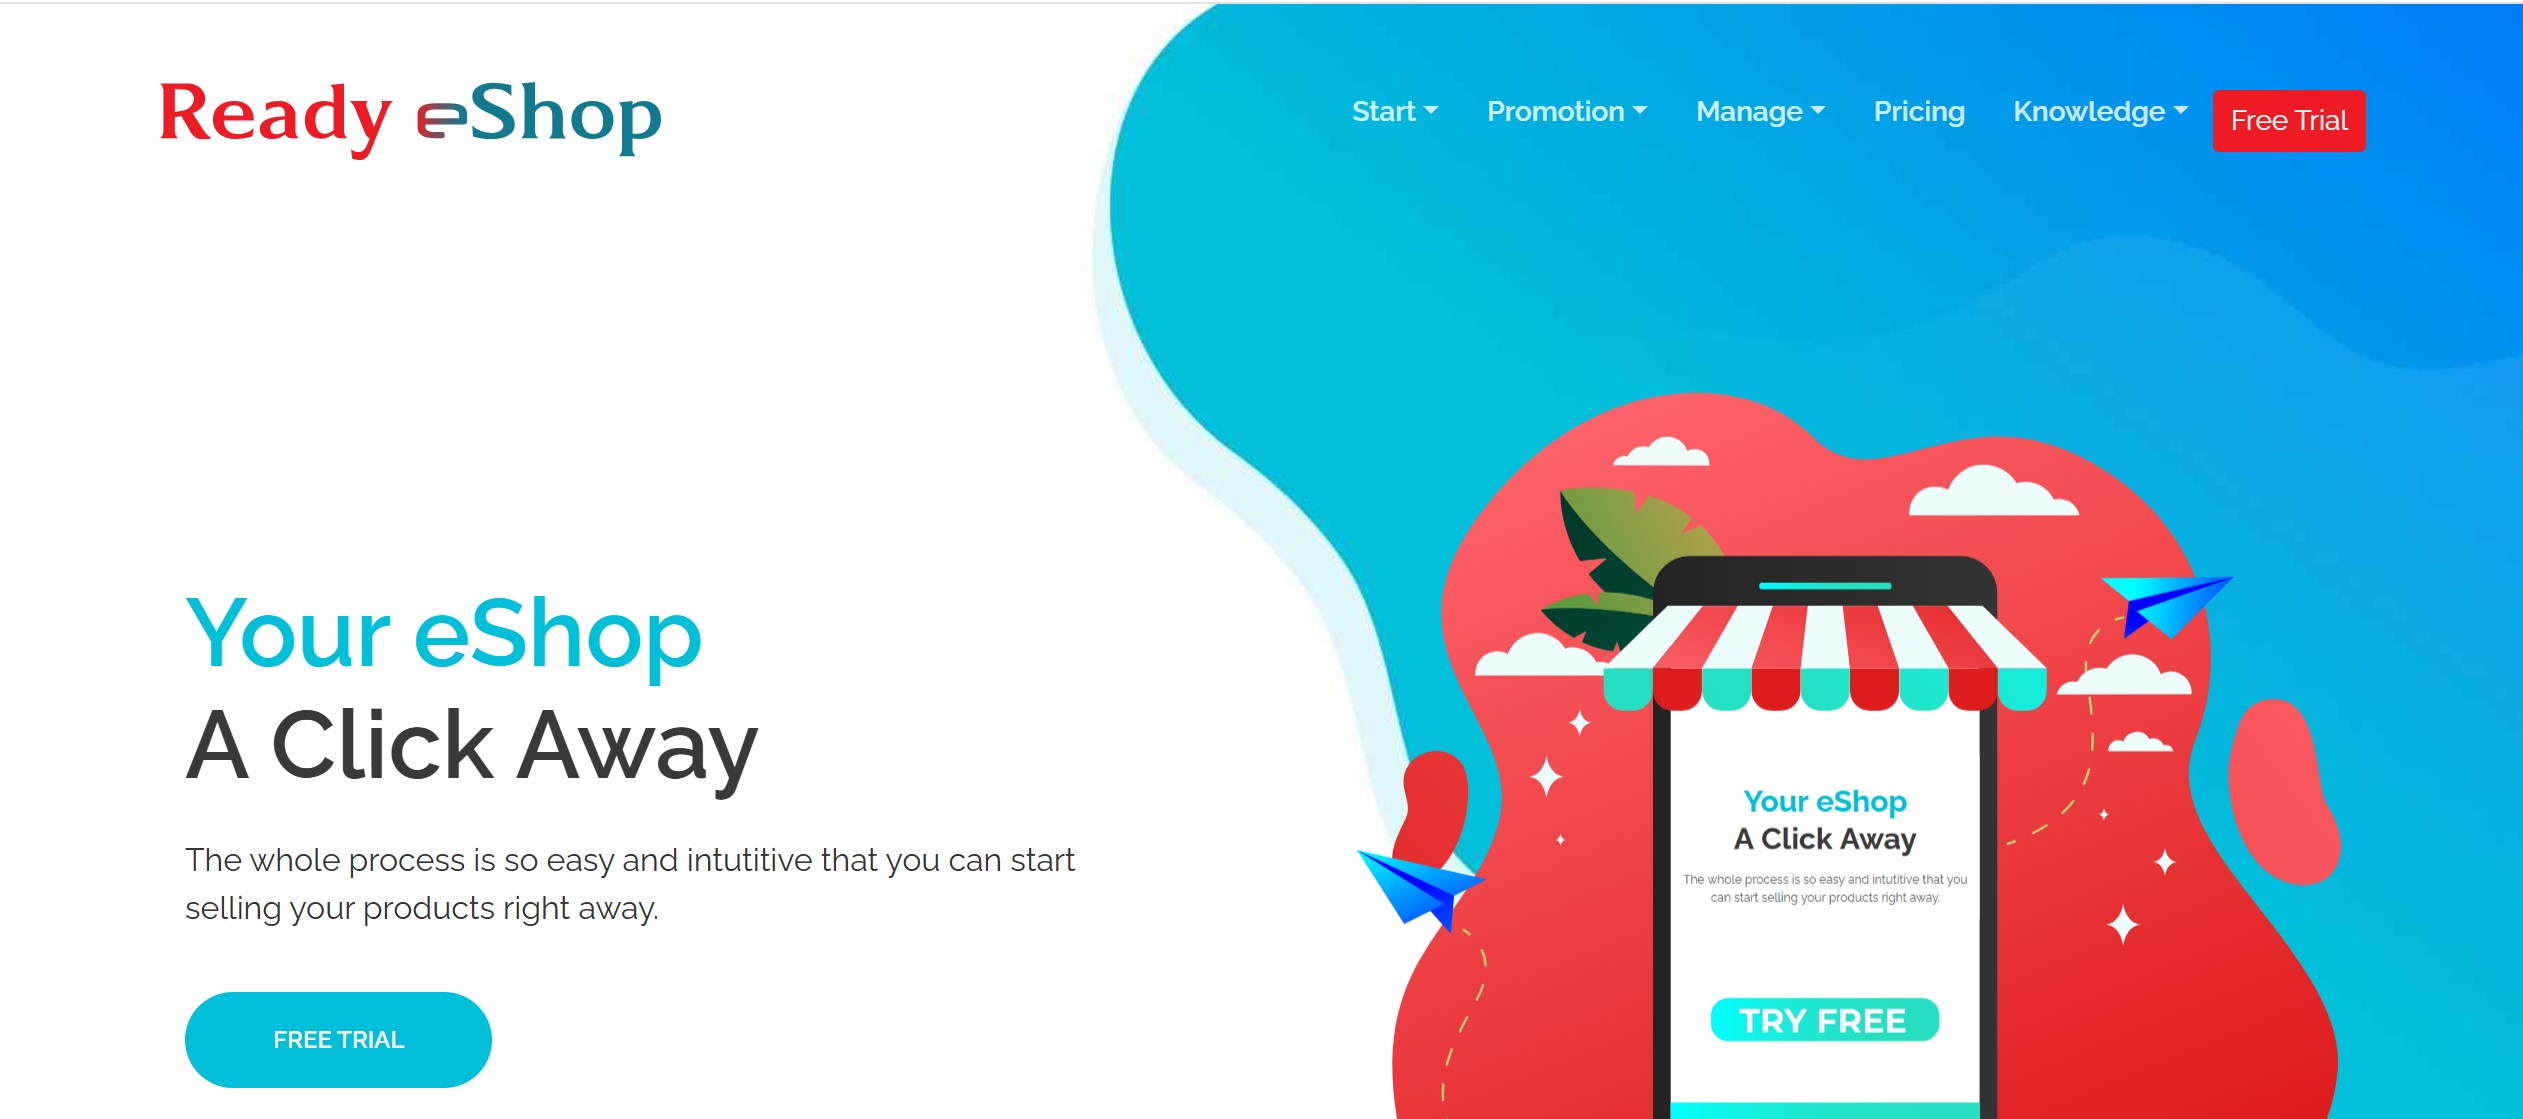 Ready eShop
Start Promotion Manage Pricing Knowledge Free Trial
Your eShop
A Click Away
The whole process is so easy and intutitive that you can start
selling your products right away.
FREE TRIAL
Your eShop
A Click Away
The whole process is so easy and intutitive that you
can start selling your products right away.
TRY FREE